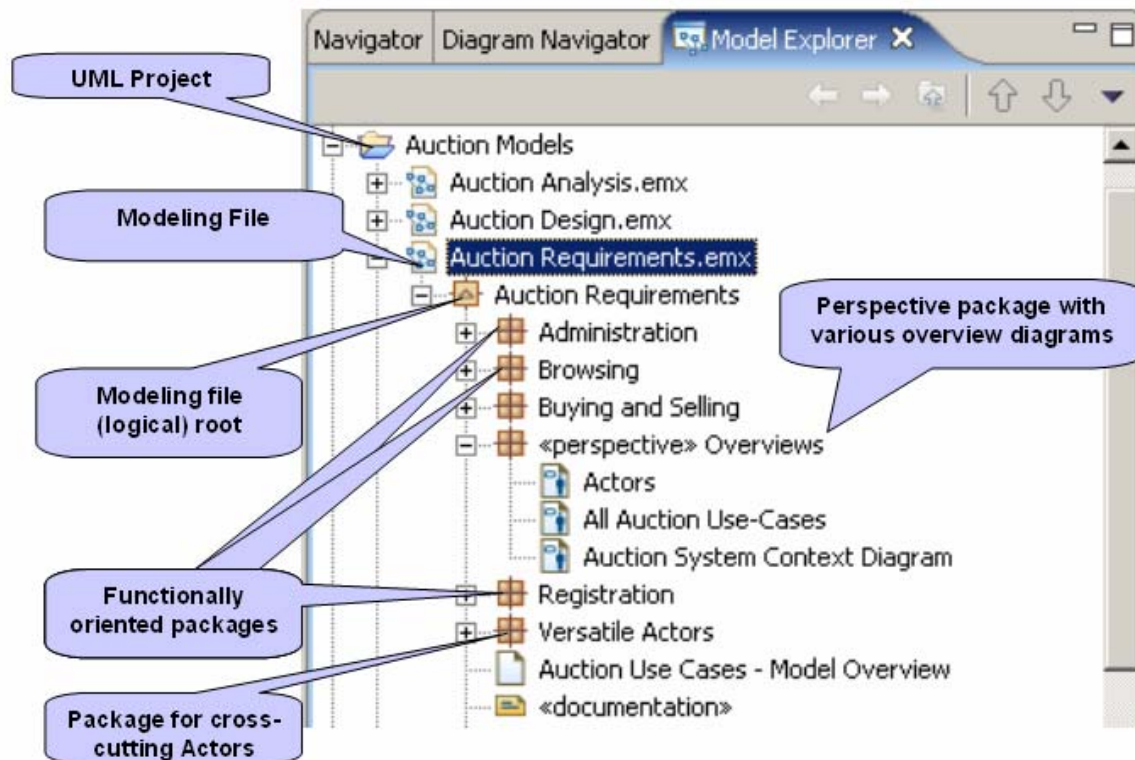 Navigator Diagram Navigator Model Explorer
UML Project
Auction Models
Auction Analysis.emx
Modeling File
Auction Design.emx
Auction Requirements.emx
Auction Requirements
Perspective package with
various overview diagrams
Administration
Browsing
Modeling file
(logical) root
Buying and Selling
«perspective» Overviews
Actors
All Auction Use-Cases
Auction System Context Diagram
Functionally
oriented packages
Registration
Versatile Actors
Auction Use Cases - Model Overview
Package for cross-
cutting Actors
«documentation»